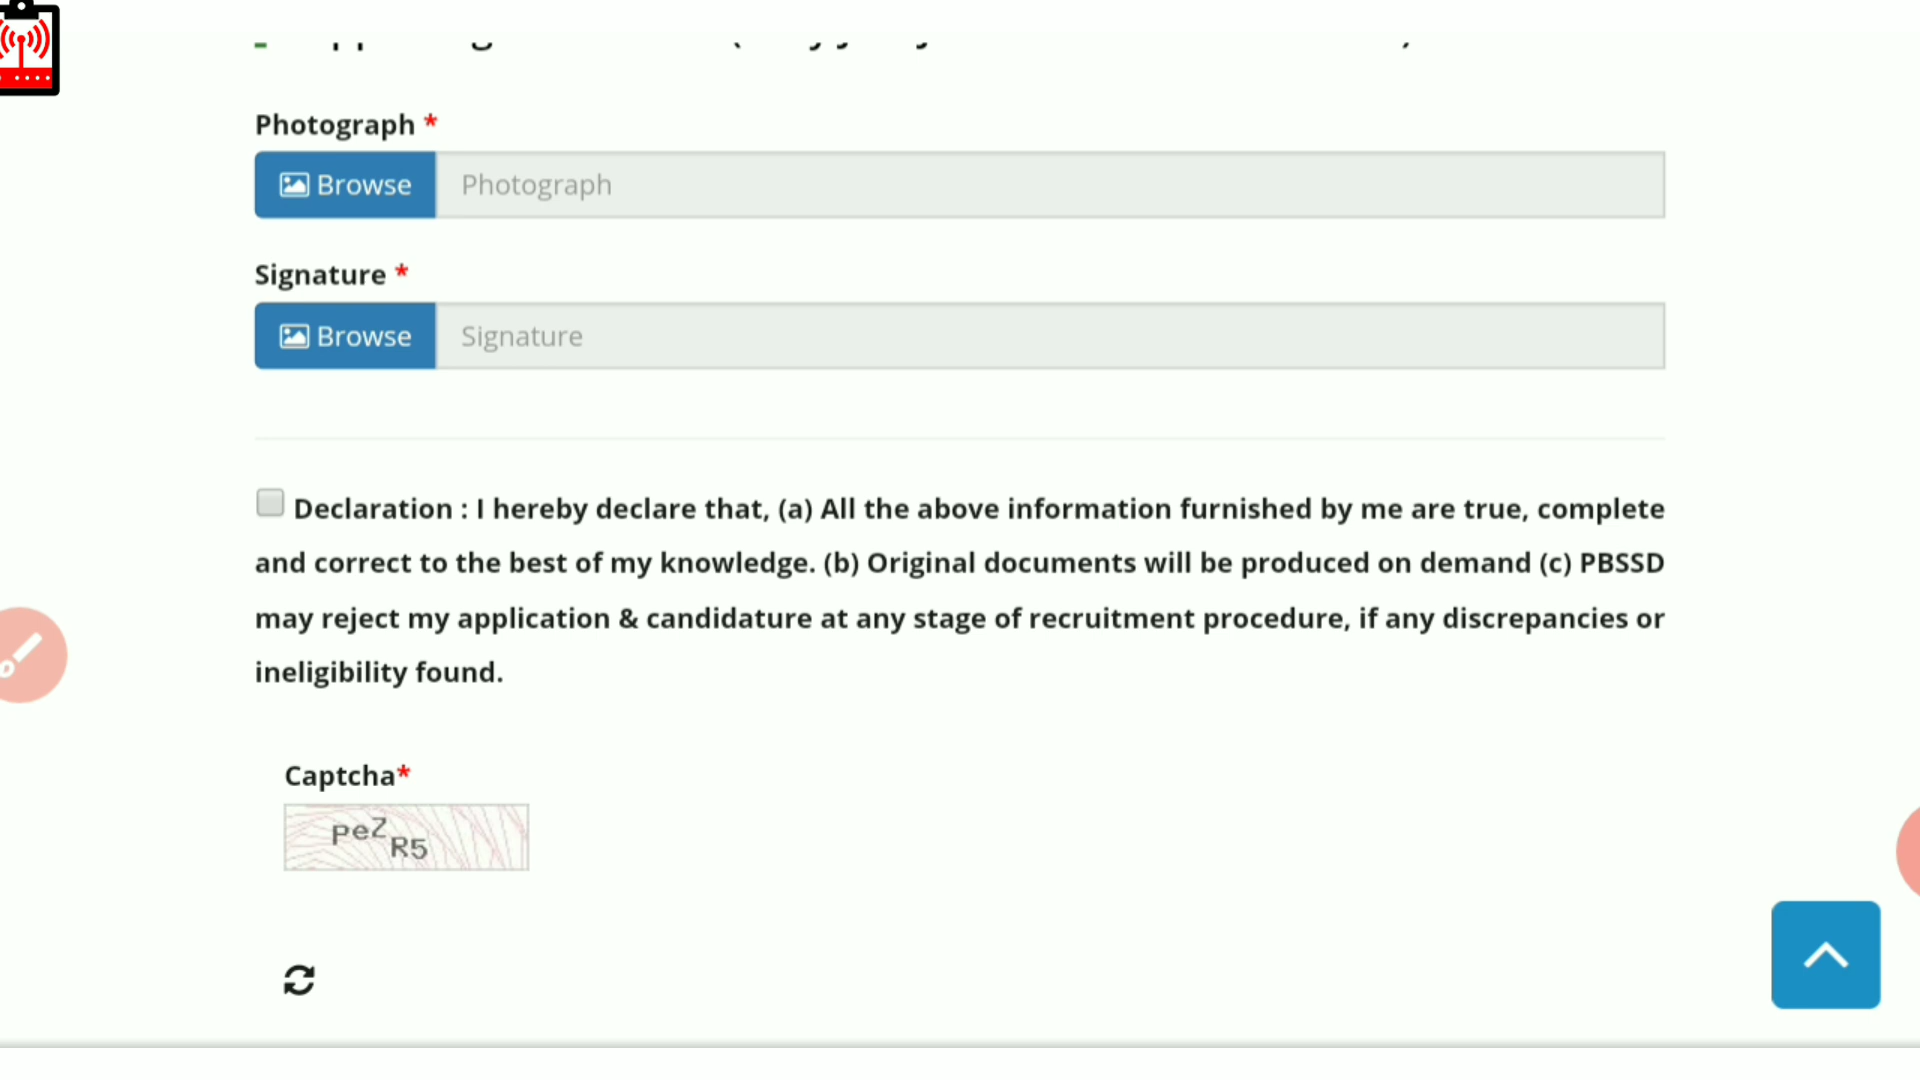 Photograph *
Browse Photograph
Signature *
Browse Signature
Declaration : I hereby declare that, (a) All the above information furnished by me are true, complete
and correct to the best of my knowledge. (b) Original documents will be produced on demand (c) PBSSD
may reject my application & candidature at any stage of recruitment procedure, if any discrepancies or
ineligibility found.
Captcha*
peZR5